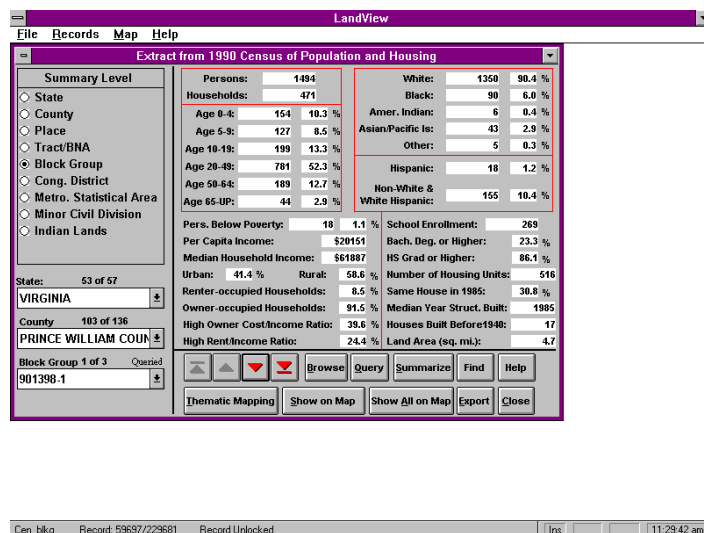 LandView
File Records Map Help
Extract from 1990 Census of Population and Housing
Summary Level
State
County
Place
Tract/BNA
Block Group
Cong. District
Metro. Statistical Area
Minor Civil Division
Indian Lands
State: 53 of 57
VIRGINIA
County 103 of 136
PRINCE WILLIAM COUN
Block Group 1 of 3 Queried
901398-1
Persons: 1494
Households: 471
Age 0-4: 154 10.3 %
Age 5-9: 127 8.5 %
Age 10-19: 199 13.3 %
Age 20-49: 781 52.3 %
Age 50-64: 189 12.7 %
Age 65-UP: 44 2.9 %
White: 1350 90.4 %
Black: 90 6.0 %
Amer. Indian: 6 0.4 %
Asian/Pacific Is: 43 2.9 %
Other: 5 0.3 %
Hispanic: 18 1.2 %
Non-White &
White Hispanic: 155 10.4 %
Pers. Below Poverty: 18 1.1 %
Per Capita Income: $20151
Median Household Income: $61887
Urban: 41.4 % Rural: 58.6 %
Renter-occupied Households: 8.5 %
Owner-occupied Households: 91.5 %
High Owner Cost/Income Ratio: 39.6 %
High Rent/Income Ratio: 24.4 %
School Enrollment: 269
Bach. Deg. or Higher: 23.3 %
HS Grad or Higher: 86.1 %
Number of Housing Units: 516
Same House in 1985: 30.8 %
Median Year Struct. Built: 1985
Houses Built Before1940: 17
Land Area (sq. mi.): 4.7
Browse Query Summarize Find Help
Thematic Mapping Show on Map Show All on Map Export Close
Cen_blkg Record: 59697/229681 Record Unlocked Ins 11:29:42 am